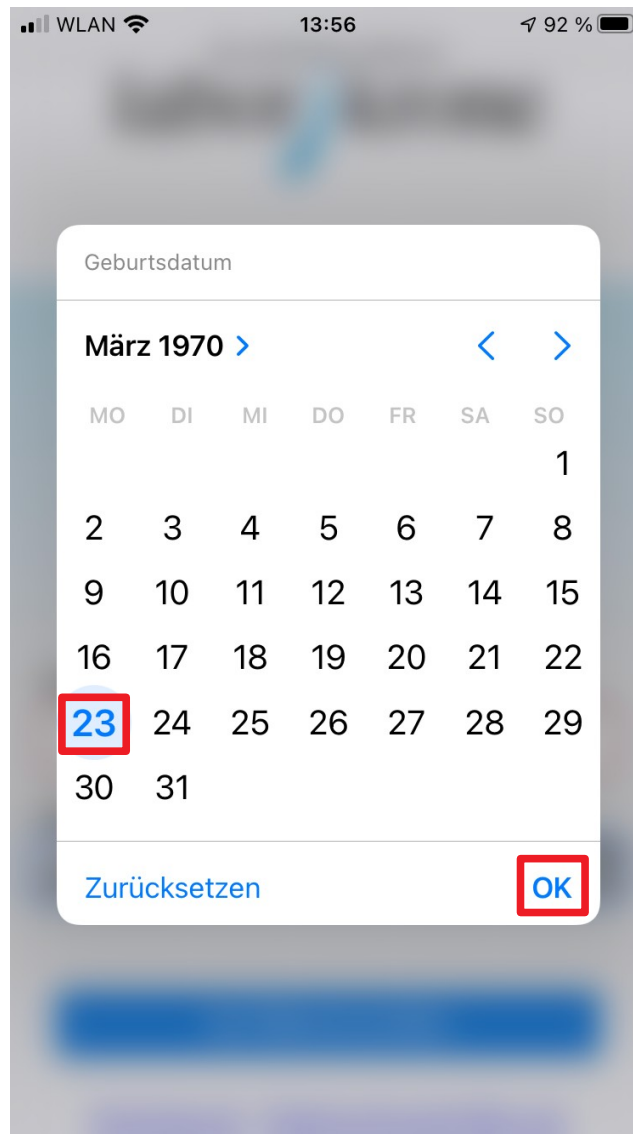 WLAN 13:56 92 %
Geburtsdatum
März 1970
MO DI MI DO FR SA SO
1
2 3 4 5 6 7 8
9 10 11 12 13 14 15
16 17 18 19 20 21 22
23 24 25 26 27 28 29
30 31
Zurücksetzen OK